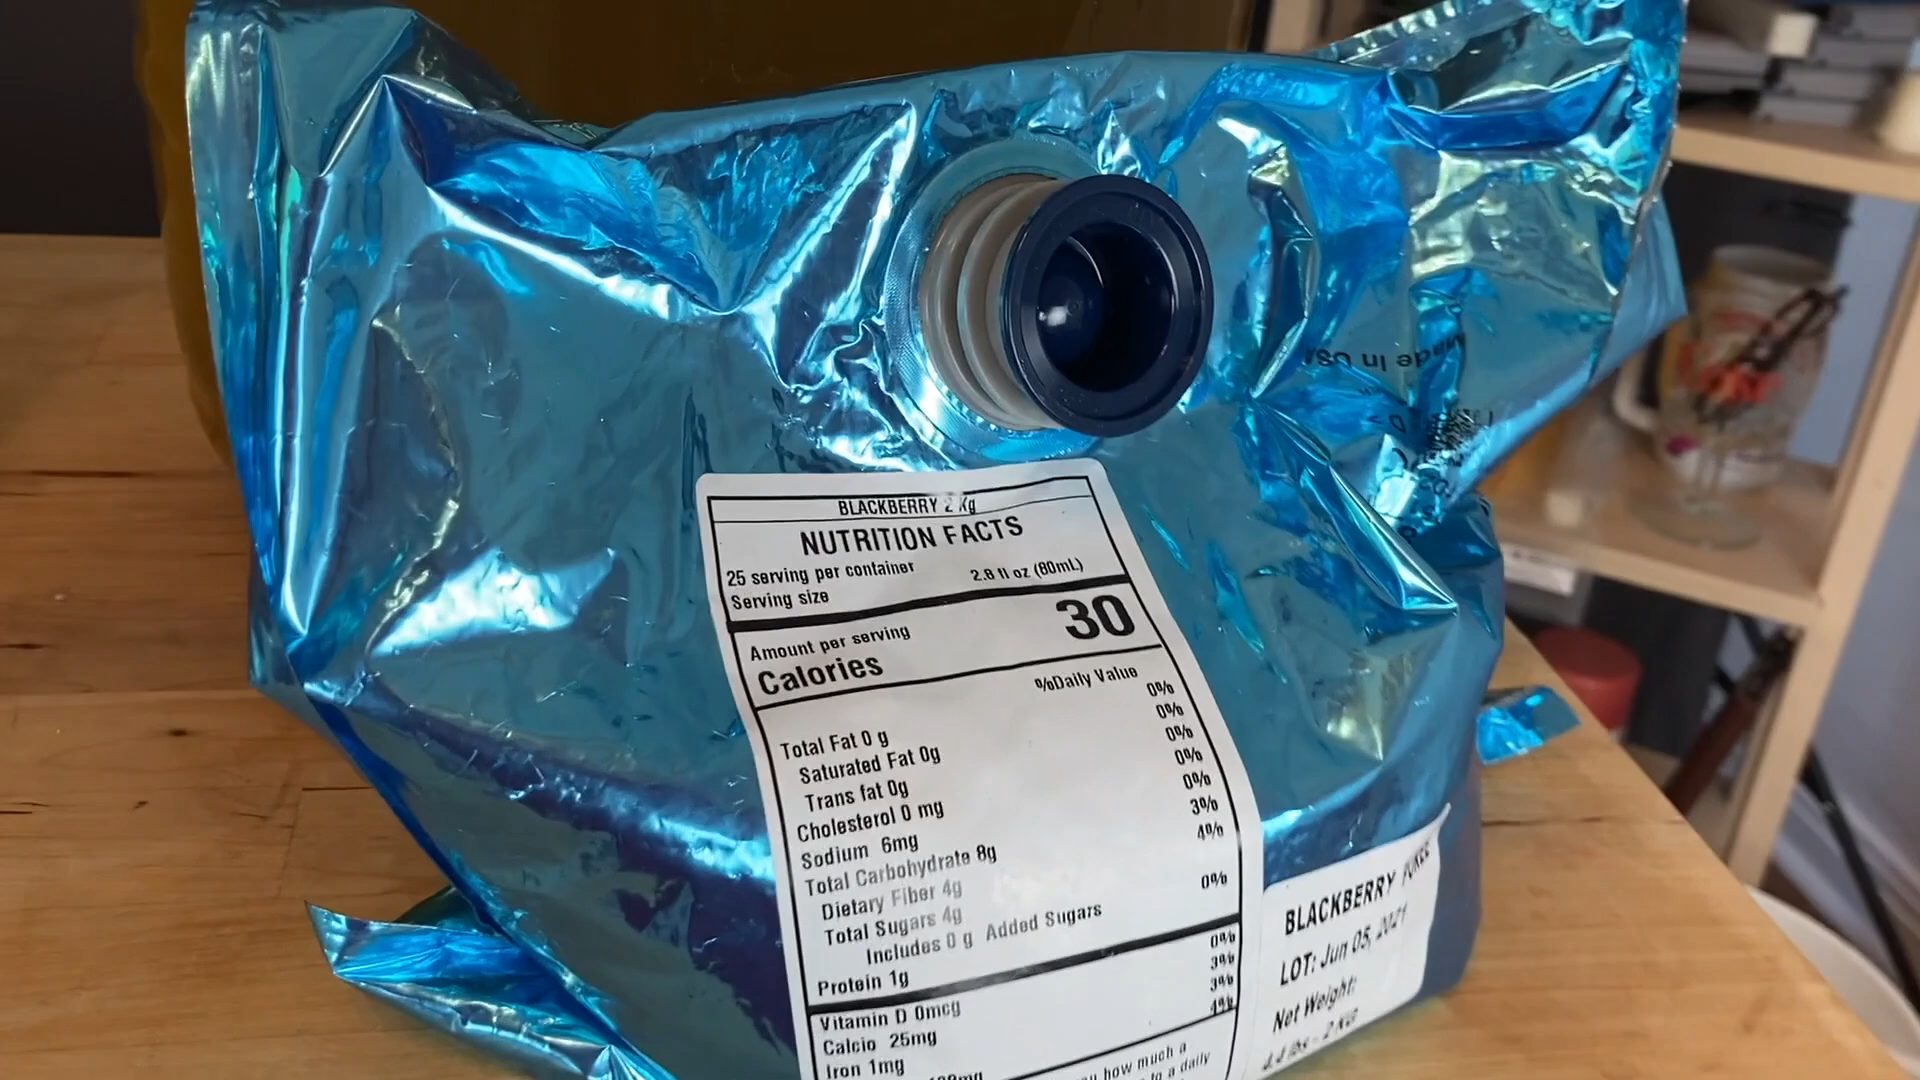 Made In USA
BLACKBERRY 2 Kg
NUTRITION FACTS
25 serving per container
Serving size 2.8 fl oz (80mL)
Amount per serving
Calories 30
%Daily Value
Total Fat 0 g 0%
Saturated Fat 0g 0%
Trans fat 0g 0%
Cholesterol 0 mg 0%
Sodium 6mg 0%
Total Carbohydrate 8g 3%
Dietary Fiber 4g 4%
Total Sugars 4g
Includes 0 g Added Sugars 0%
Protein 1g
Vitamin D 0mcg 0%
Calcio 25mg 3%
Iron 1mg 3%
4%
how much a
to a daily
BLACKBERRY PUREE
LOT: Jun 05, 2021
Net Weight:
4.4 lbs - 2 KG